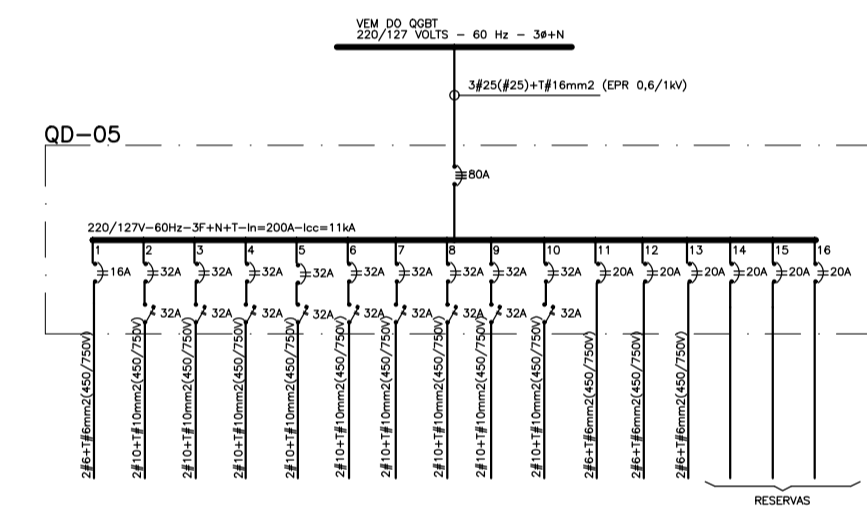 VEM DO QGBT
220/127 VOLTS - 60 Hz - 3ø+N
3#25(#25)+T#16mm2 (EPR 0,6/1kV)
QD-05
80A
220/127V-60Hz-3F+N+T-In=200A-Icc=11kA
1 2 3 4 5 6 7 8 9 10 11 12 13 14 15 16
16A 32A 32A 32A 32A 32A 32A 32A 32A 32A 20A 20A 20A 20A 20A 20A
32A 32A 32A 32A 32A 32A 32A 32A 32A
2#6+T#6mm2(450/750V)
2#10+T#10mm2(450/750V)
2#10+T#10mm2(450/750V)
2#10+T#10mm2(450/750V)
2#10+T#10mm2(450/750V)
2#10+T#10mm2(450/750V)
2#10+T#10mm2(450/750V)
2#10+T#10mm2(450/750V)
2#10+T#10mm2(450/750V)
2#10+T#10mm2(450/750V)
2#6+T#6mm2(450/750V)
2#6+T#6mm2(450/750V)
2#6+T#6mm2(450/750V)
RESERVAS